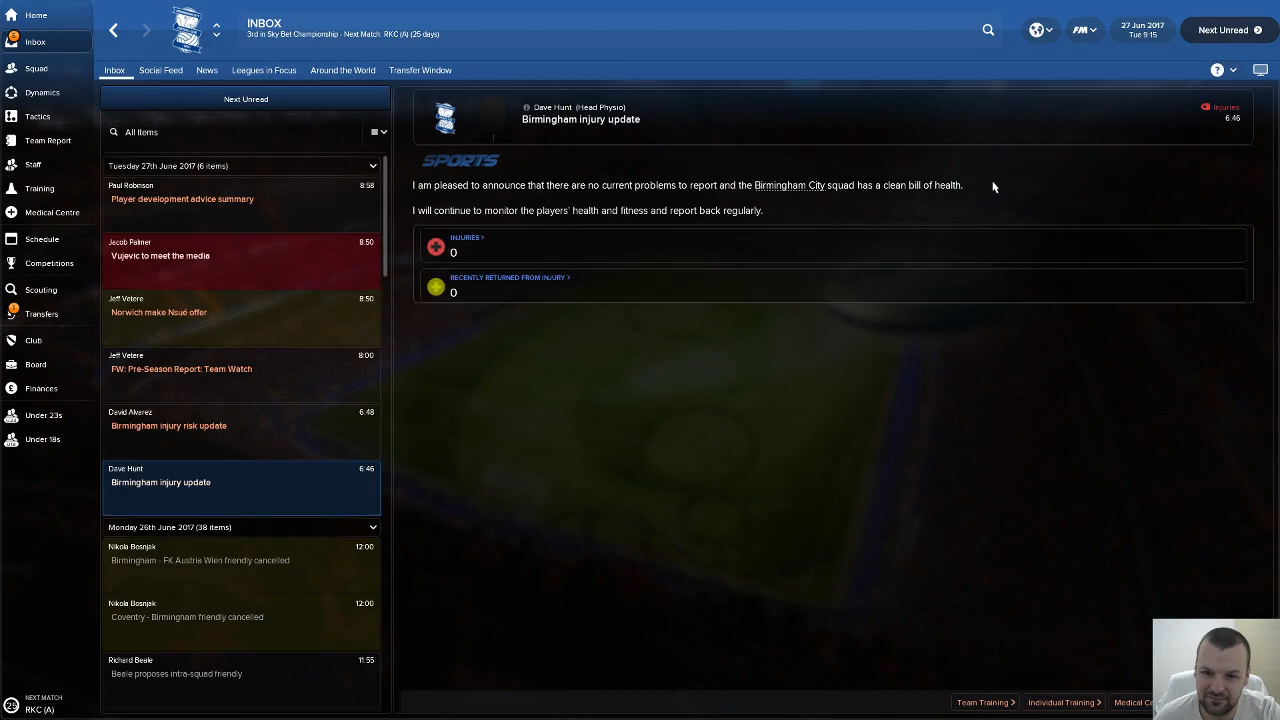 Home
INBOX
3rd in Sky Bet Championship - Next Match: RKC (A) (25 days)
FM
27 Jun 2017
Tue 9:15
Next Unread
Inbox
Squad
Dynamics
Tactics
Team Report
Staff
Training
Medical Centre
Schedule
Competitions
Scouting
1
Transfers
Club
Board
Finances
Under 23s
Under 18s
25
NEXT MATCH
RKC (A)
Inbox
Social Feed
News
Leagues in Focus
Around the World
Transfer Window
?
Next Unread
All Items
Tuesday 27th June 2017 (6 items)
Paul Robinson 8:58
Player development advice summary
Jacob Palmer 8:50
Vujevic to meet the media
Jeff Vetere 8:50
Norwich make Nsué offer
Jeff Vetere 8:00
FW: Pre-Season Report: Team Watch
David Alvarez 6:48
Birmingham injury risk update
Dave Hunt 6:46
Birmingham injury update
Monday 26th June 2017 (38 items)
Nikola Bosnjak 12:00
Birmingham - FK Austria Wien friendly cancelled
Nikola Bosnjak 12:00
Coventry - Birmingham friendly cancelled
Richard Beale 11:55
Beale proposes intra-squad friendly
Dave Hunt (Head Physio)
Birmingham injury update
Injuries
6:46
SPORTS
I am pleased to announce that there are no current problems to report and the Birmingham City squad has a clean bill of health.
I will continue to monitor the players' health and fitness and report back regularly.
INJURIES >
0
RECENTLY RETURNED FROM INJURY >
0
Team Training >
Individual Training >
Medical